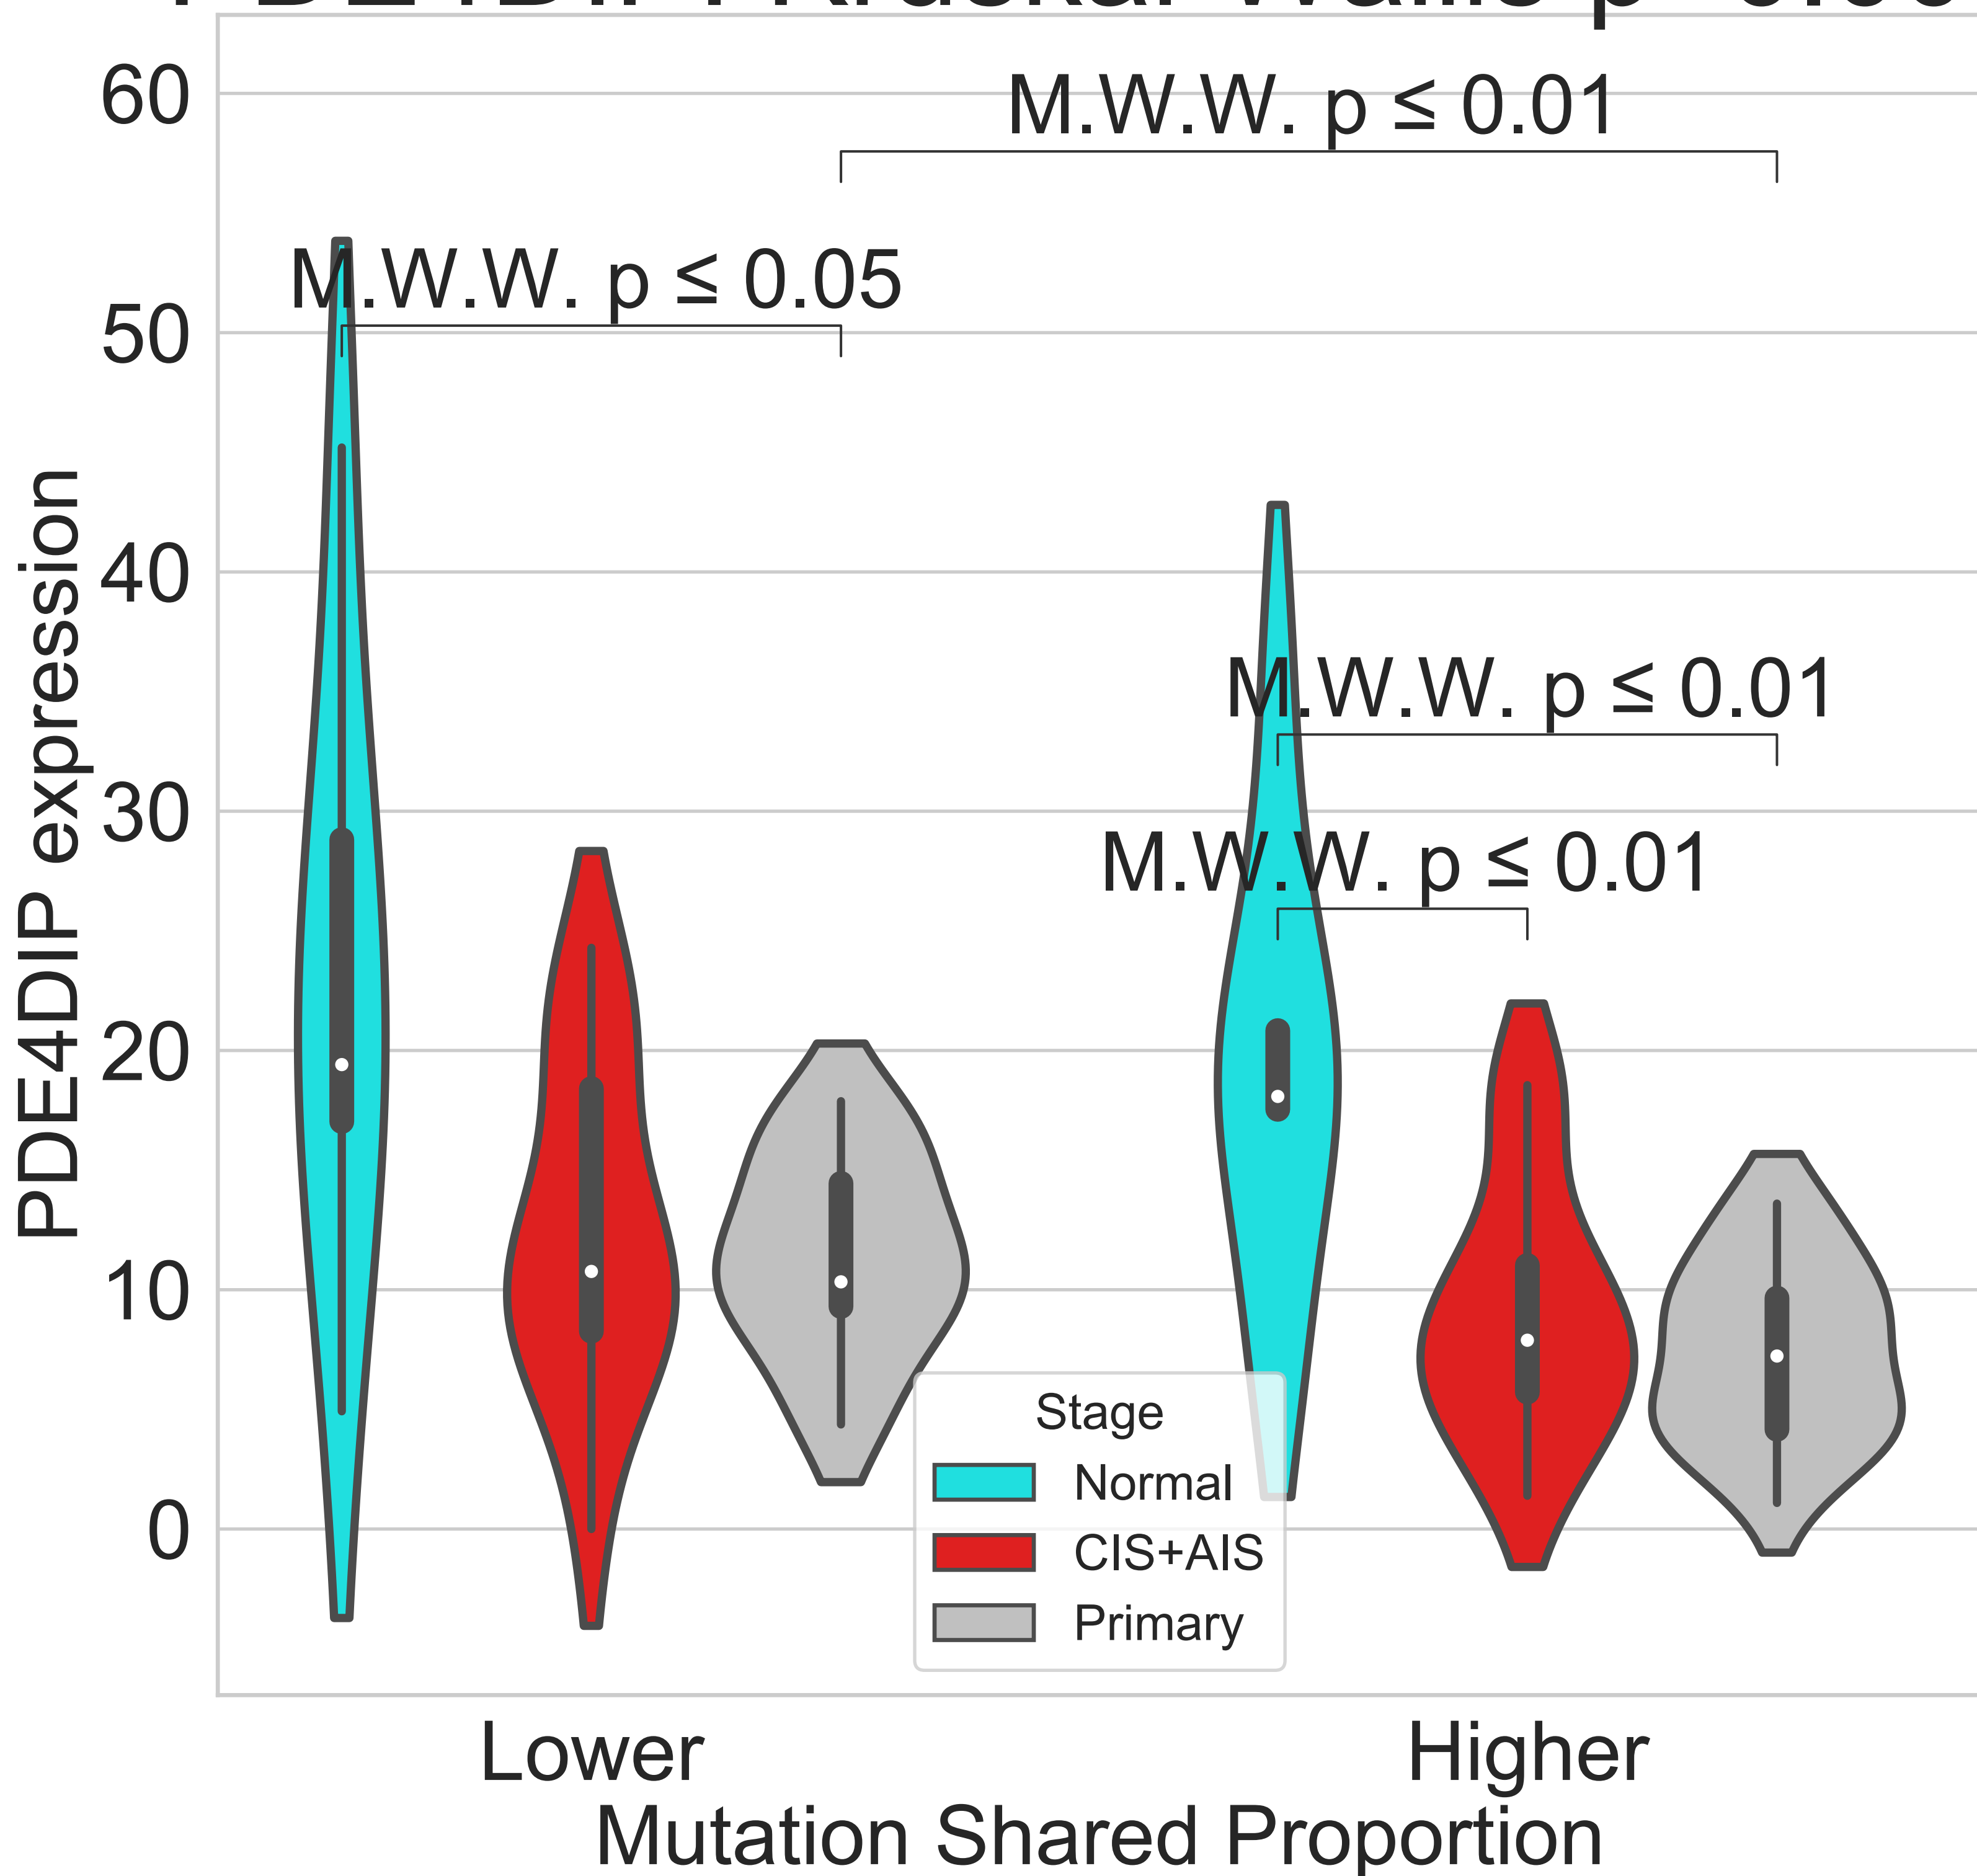 60
M.W.W. p ≤ 0.01
M.W.W. p ≤ 0.05
50
40
M.W.W. p ≤ 0.01
30
M.W.W. p ≤ 0.01
20
10
0
PDE4DIP expression
Stage
Normal
CIS+AIS
Primary
Lower
Higher
Mutation Shared Proportion